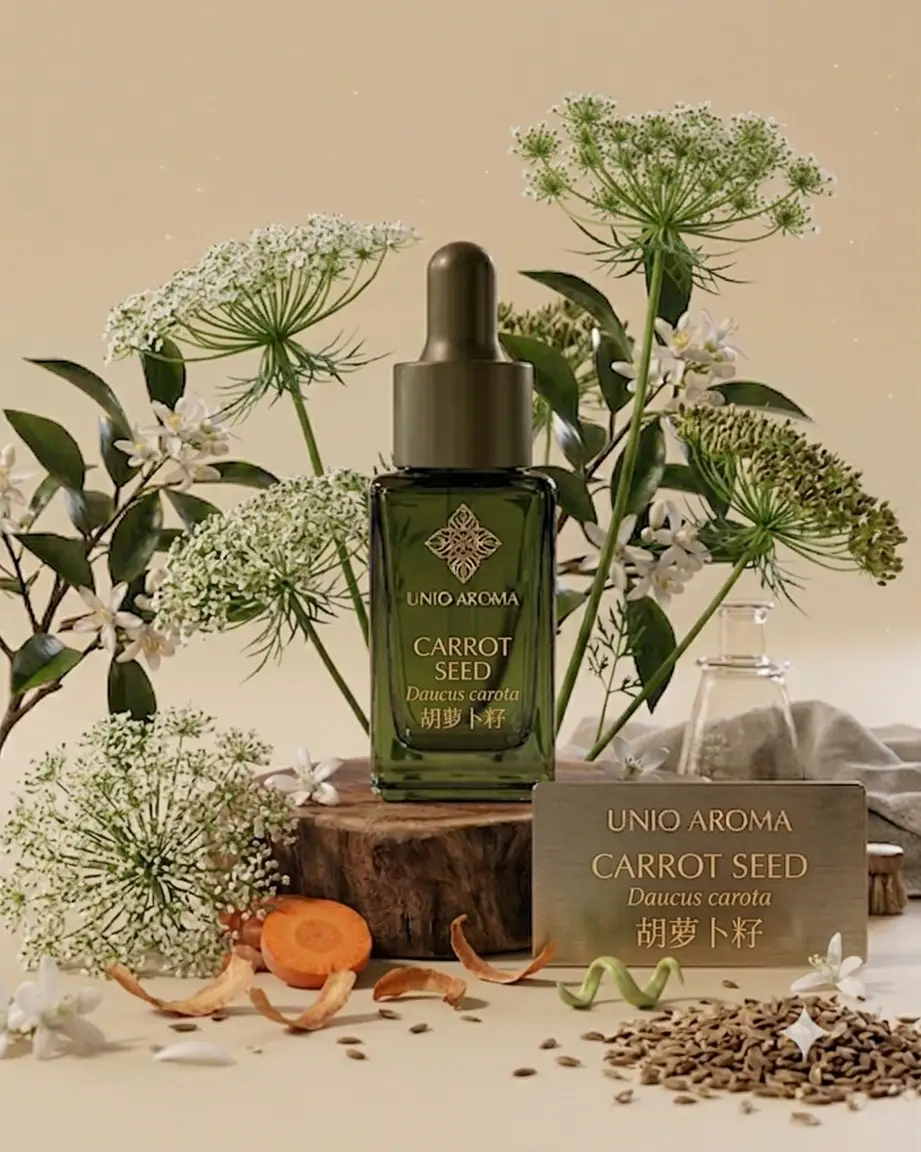 UNIO AROMA
CARROT
SEED
Daucus carota
胡萝卜籽
UNIO AROMA
CARROT SEED
Daucus carota
胡萝卜籽